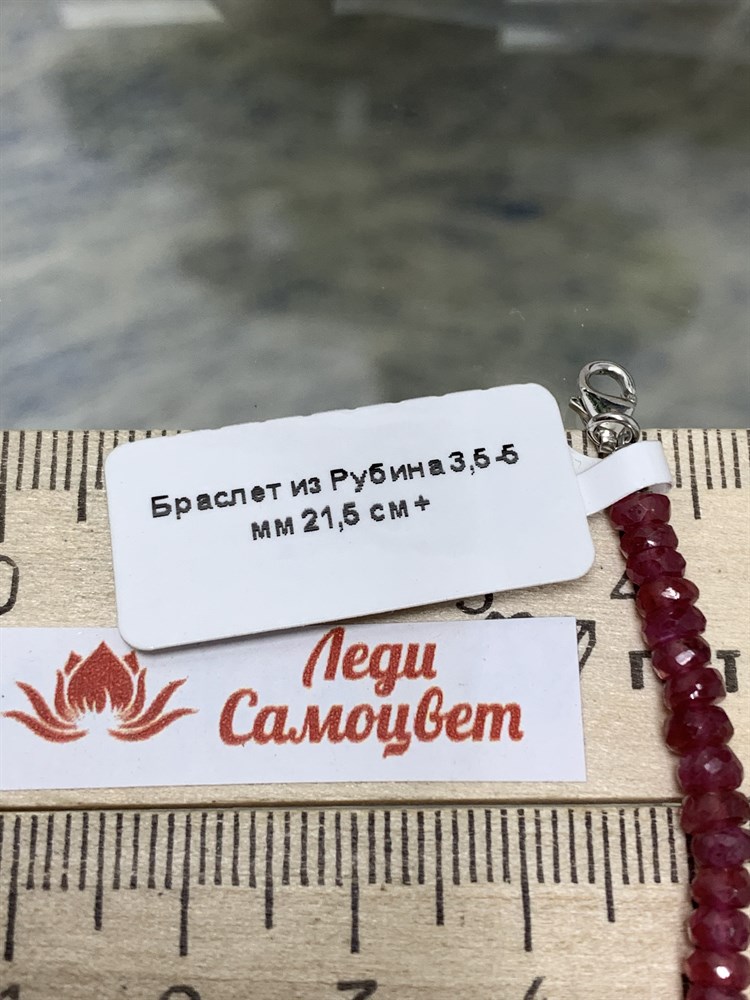 Браслет из Рубина 3,5-5
мм 21,5 см+
Леди
Самоцвет